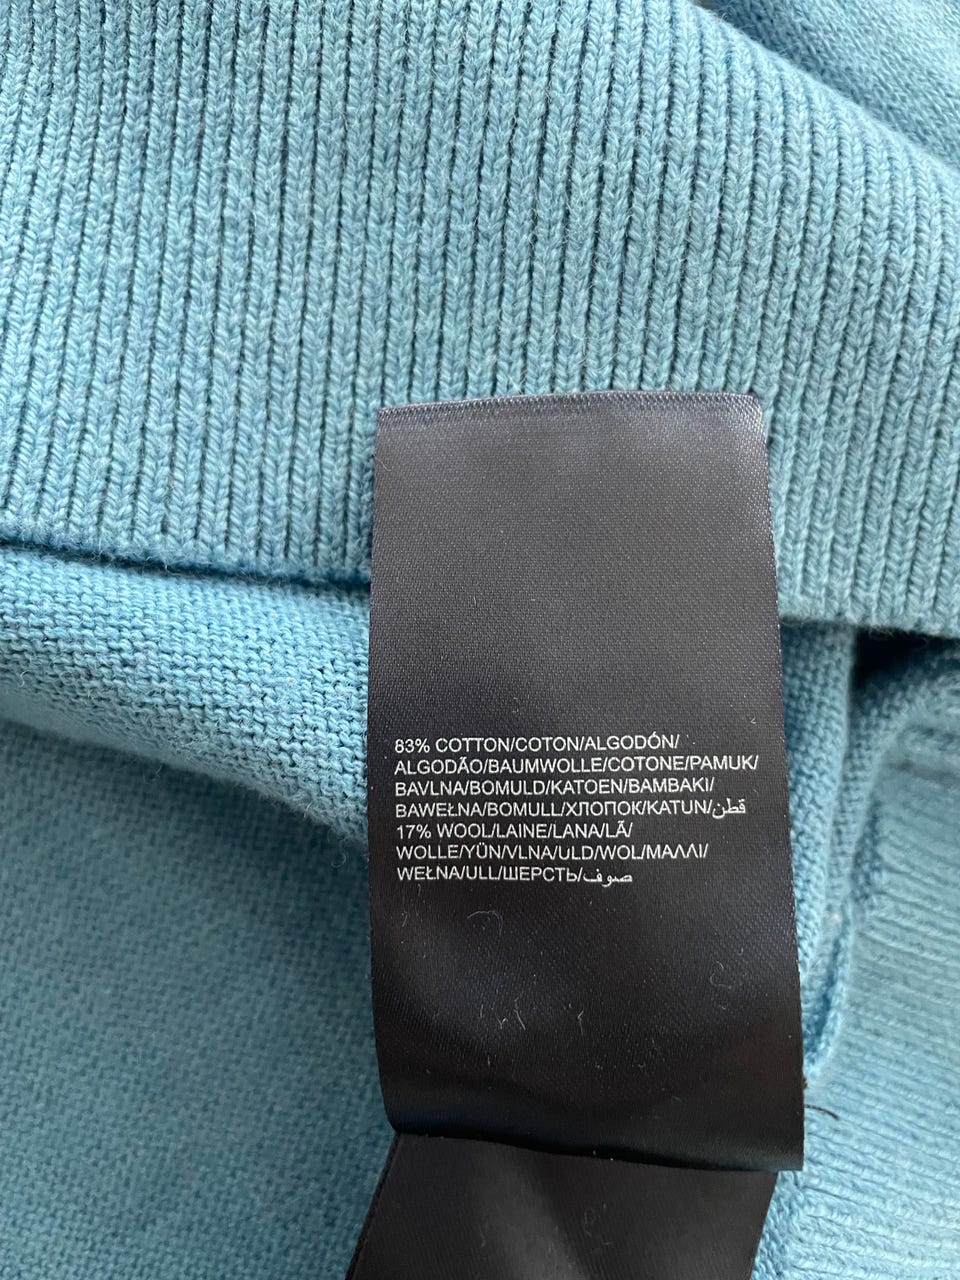 83% COTTON/COTON/ALGODÓN/
ALGODÃO/BAUMWOLLE/COTONE/PAMUK/
BAVLNA/BOMULD/KATOEN/BAMBAKI/
BAWEŁNA/BOMULL/ХЛОПОК/KATUN/قطن
17% WOOL/LAINE/LANA/LÃ/
WOLLE/YÜN/VLNA/ULD/WOL/ΜΑΛΛΙ/
WEŁNA/ULL/ШЕРСТЬ/صوف